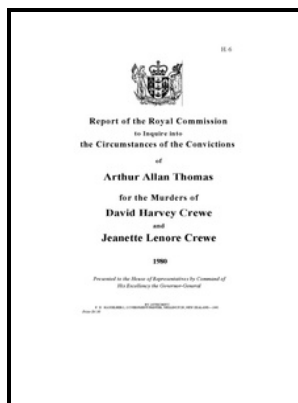 H.6
Report of the Royal Commission
to Inquire into
the Circumstances of the Convictions
of
Arthur Allan Thomas
for the Murders of
David Harvey Crewe
and
Jeanette Lenore Crewe
1980
Presented to the House of Representatives by Command of
His Excellency the Governor-General
BY AUTHORITY